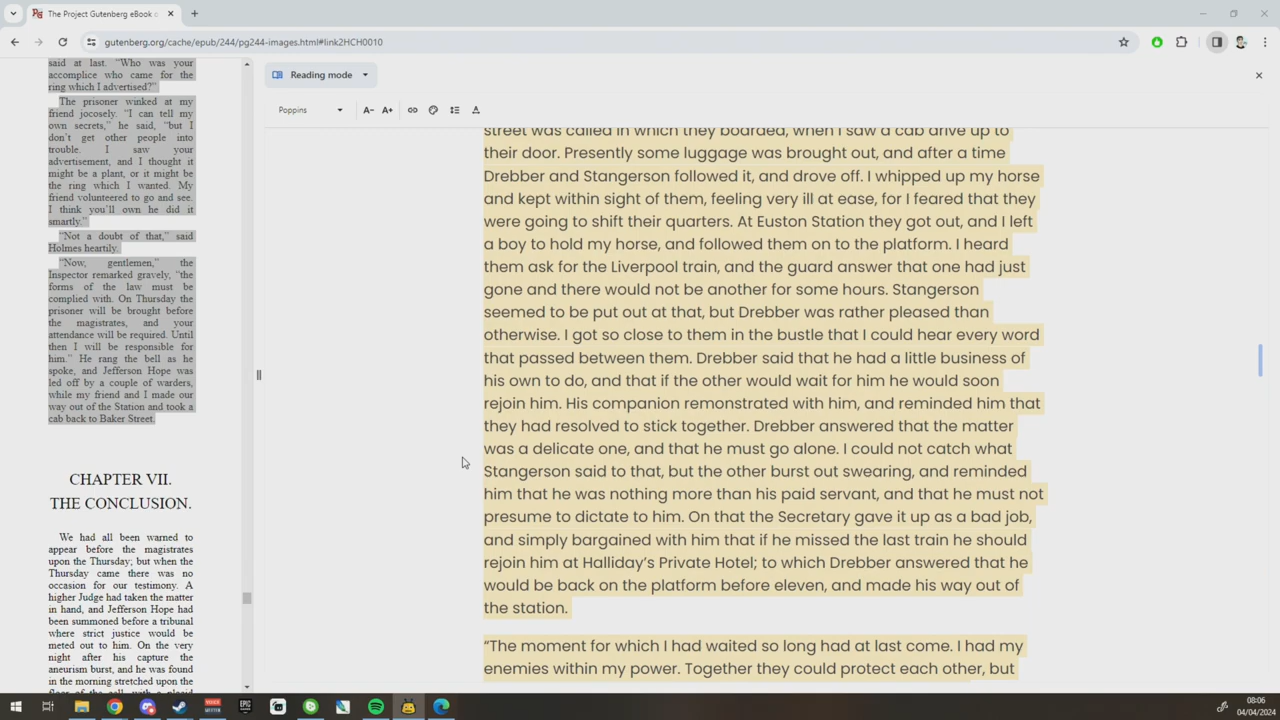 The Project Gutenberg eBook o
gutenberg.org/cache/epub/244/pg244-images.html#link2HCH0010
said at last. “Who was your
accomplice who came for the
ring which I advertised?”
The prisoner winked at my
friend jocosely. “I can tell my
own secrets,” he said, “but I
don’t get other people into
trouble. I saw your
advertisement, and I thought it
might be a plant, or it might be
the ring which I wanted. My
friend volunteered to go and see.
I think you’ll own he did it
smartly.”
“Not a doubt of that,” said
Holmes heartily.
“Now, gentlemen,” the
Inspector remarked gravely, “the
forms of the law must be
complied with. On Thursday the
prisoner will be brought before
the magistrates, and your
attendance will be required. Until
then I will be responsible for
him.” He rang the bell as he
spoke, and Jefferson Hope was
led off by a couple of warders,
while my friend and I made our
way out of the Station and took a
cab back to Baker Street.
CHAPTER VII.
THE CONCLUSION.
We had all been warned to
appear before the magistrates
upon the Thursday; but when the
Thursday came there was no
occasion for our testimony. A
higher Judge had taken the matter
in hand, and Jefferson Hope had
been summoned before a tribunal
where strict justice would be
meted out to him. On the very
night after his capture the
aneurism burst, and he was found
in the morning stretched upon the
floor of the cell, with a placid
Reading mode
Poppins
street was called in which they boarded, when I saw a cab drive up to
their door. Presently some luggage was brought out, and after a time
Drebber and Stangerson followed it, and drove off. I whipped up my horse
and kept within sight of them, feeling very ill at ease, for I feared that they
were going to shift their quarters. At Euston Station they got out, and I left
a boy to hold my horse, and followed them on to the platform. I heard
them ask for the Liverpool train, and the guard answer that one had just
gone and there would not be another for some hours. Stangerson
seemed to be put out at that, but Drebber was rather pleased than
otherwise. I got so close to them in the bustle that I could hear every word
that passed between them. Drebber said that he had a little business of
his own to do, and that if the other would wait for him he would soon
rejoin him. His companion remonstrated with him, and reminded him that
they had resolved to stick together. Drebber answered that the matter
was a delicate one, and that he must go alone. I could not catch what
Stangerson said to that, but the other burst out swearing, and reminded
him that he was nothing more than his paid servant, and that he must not
presume to dictate to him. On that the Secretary gave it up as a bad job,
and simply bargained with him that if he missed the last train he should
rejoin him at Halliday’s Private Hotel; to which Drebber answered that he
would be back on the platform before eleven, and made his way out of
the station.
“The moment for which I had waited so long had at last come. I had my
enemies within my power. Together they could protect each other, but
EPIC
08:06
04/04/2024